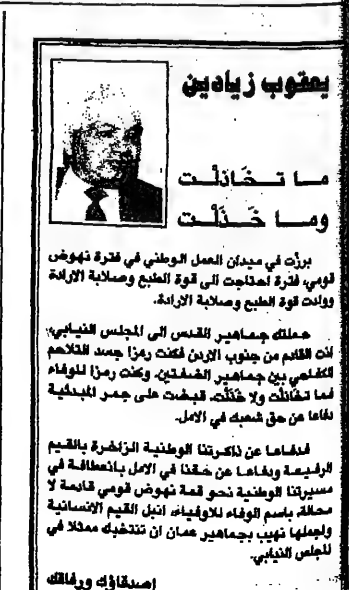 يعقوب زيادين
ما تخاذلت
وما خذلت
برزت في ميدان العمل الوطني في فترة نهوض
قومي، فترة احتاجت الى قوة الطبع وصلابة الارادة
وولدت قوة الطبع وصلابة الارادة.
حملتك جماهير القدس الى المجلس النيابي،
انت القادم من جنوب الاردن فكنت رمزا جسد التلاحم
الكفاحي بين جماهير الضفتين. وكنت رمزا للوفاء
فما تخاذلت ولا خذلت. قبضت على جمر المبدئية
دفاعا عن حق شعبك في الامل.
فدفاعا عن ذاكرتنا الوطنية الزاخرة بالقيم
الرفيعة ودفاعا عن حقنا في الامل بانعطافة في
مسيرتنا الوطنية نحو قمة نهوض قومي قادمة لا
محالة. باسم الوفاء للاوفياء، انبل القيم الانسانية
واجملها نهيب بجماهير عمان ان تنتخبك ممثلا في
المجلس النيابي.
اصدقاؤك ورفاقك